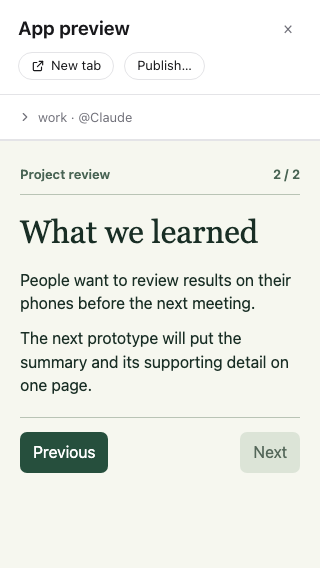 App preview
New tab
Publish...
work · @Claude
Project review
2 / 2
What we learned
People want to review results on their
phones before the next meeting.
The next prototype will put the
summary and its supporting detail on
one page.
Previous
Next